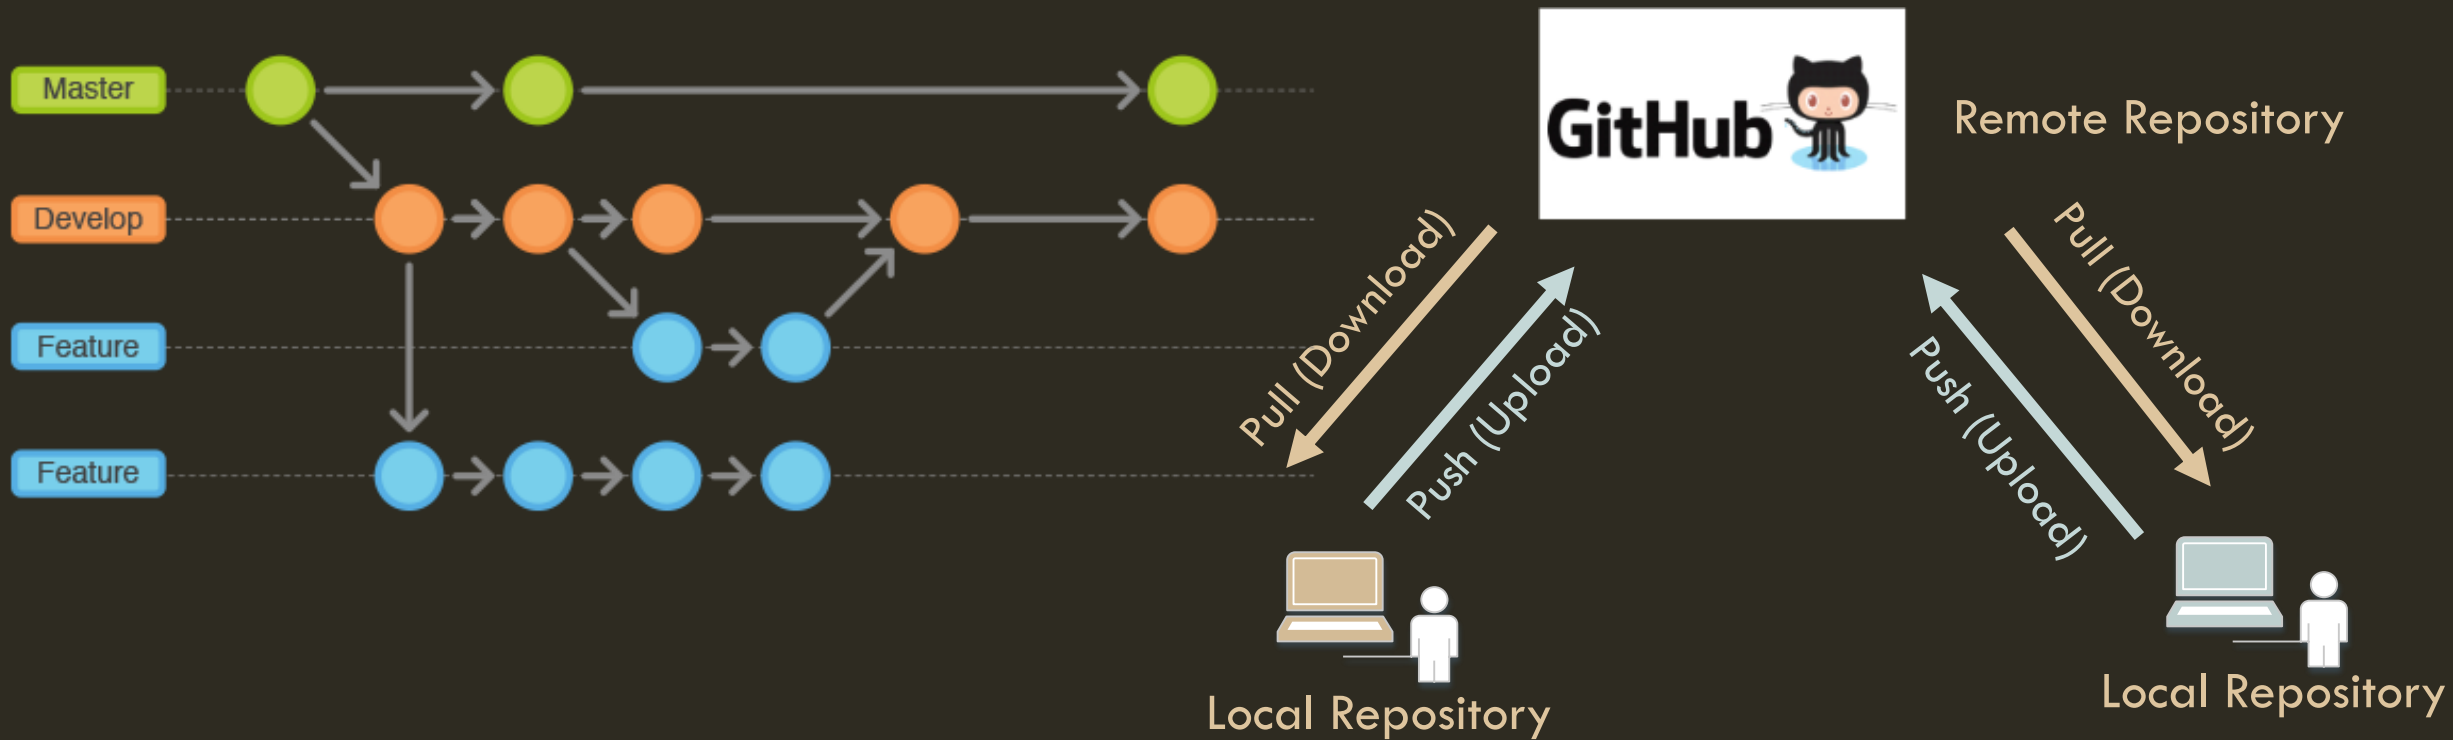 Master
Develop
Feature
Feature
GitHub
Remote Repository
Pull (Download)
Push (Upload)
Push (Upload)
Pull (Download)
Local Repository
Local Repository